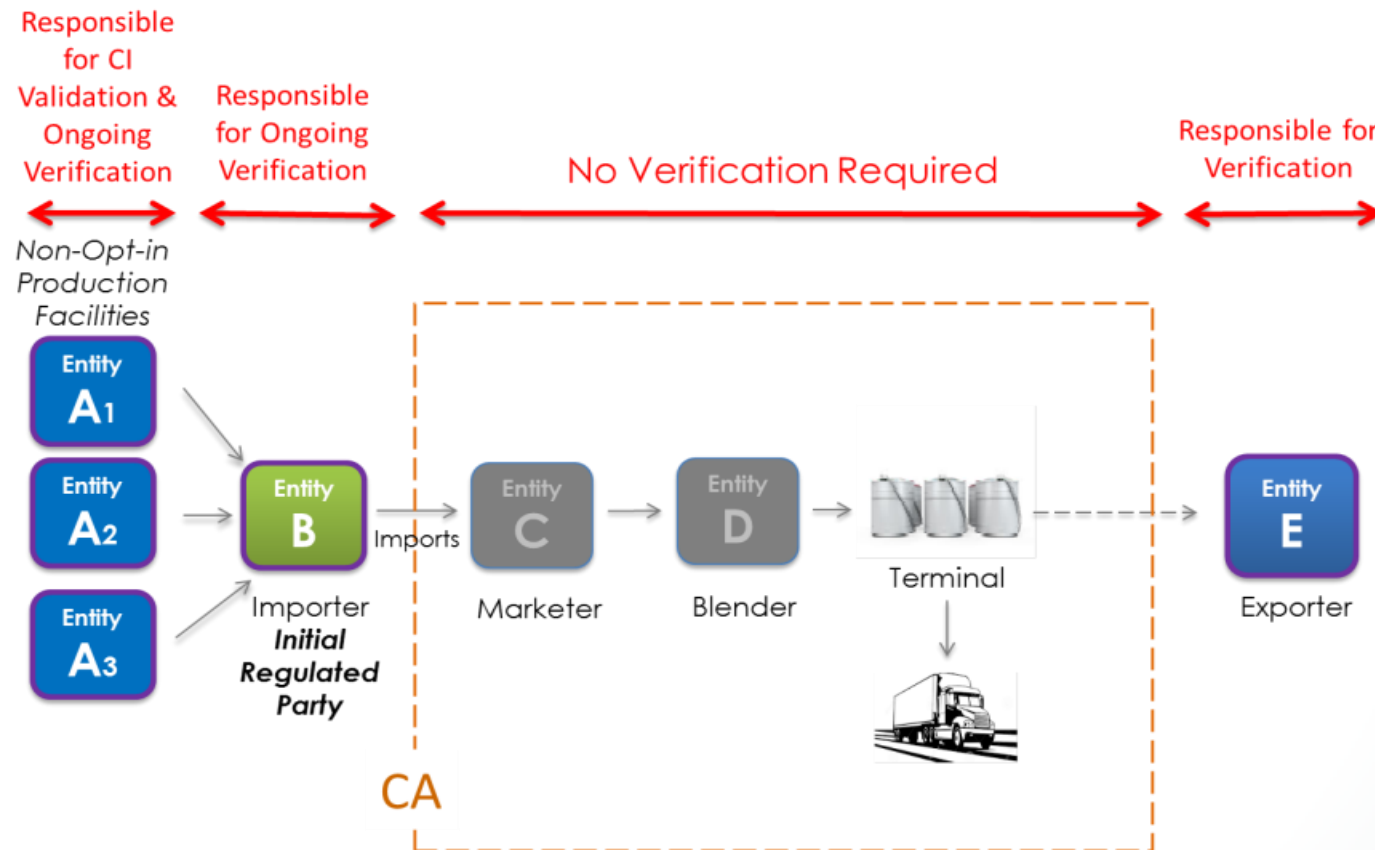 Responsible
for CI
Validation &
Ongoing
Verification
Responsible
for Ongoing
Verification
No Verification Required
Responsible for
Verification
Non-Opt-in
Production
Facilities
Entity
A1
Entity
A2
Entity
A3
Entity
B
Importer
Initial
Regulated
Party
Imports
Entity
C
Marketer
Entity
D
Blender
Terminal
Entity
E
Exporter
CA